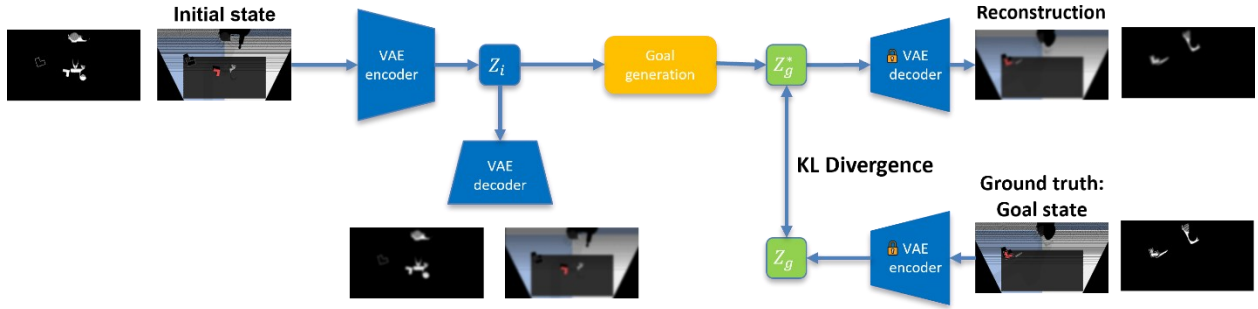 Initial state
VAE
encoder
Z_i
VAE
decoder
Goal
generation
Z_g^*
VAE
decoder
Reconstruction
KL Divergence
Z_g
VAE
encoder
Ground truth:
Goal state